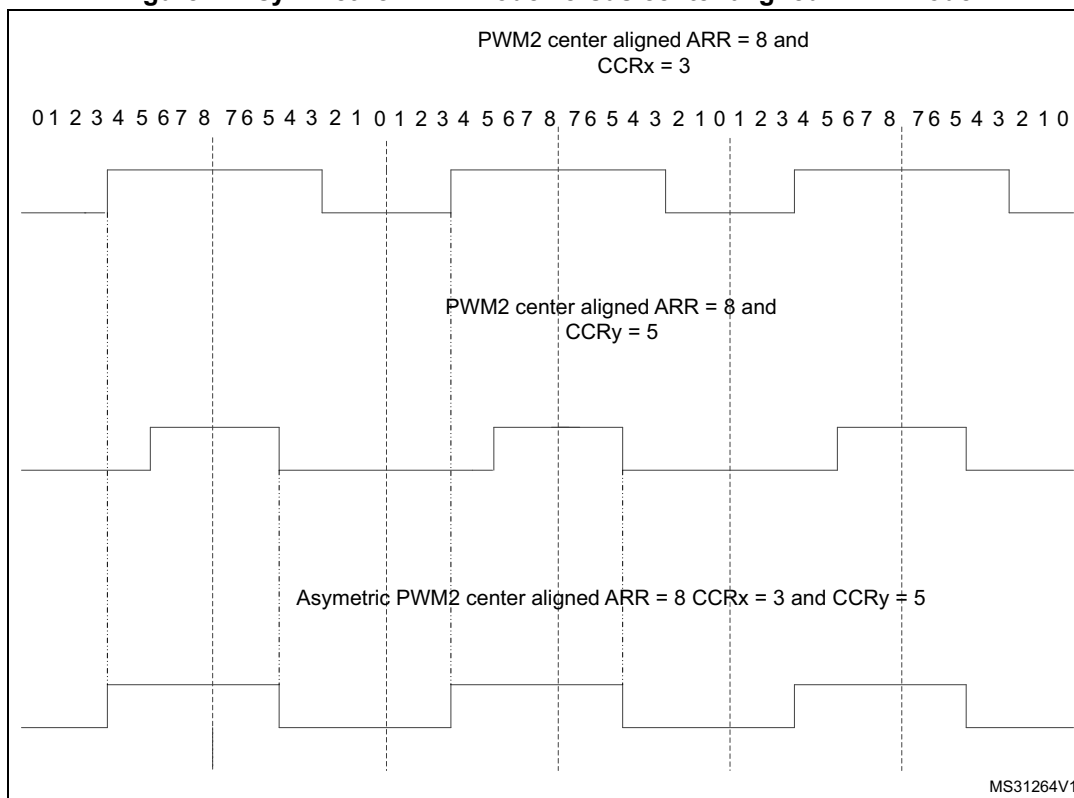 PWM2 center aligned ARR = 8 and
CCRx = 3
0 1 2 3 4 5 6 7 8 7 6 5 4 3 2 1 0 1 2 3 4 5 6 7 8 7 6 5 4 3 2 1 0 1 2 3 4 5 6 7 8 7 6 5 4 3 2 1 0
PWM2 center aligned ARR = 8 and
CCRy = 5
Asymetric PWM2 center aligned ARR = 8 CCRx = 3 and CCRy = 5
MS31264V1